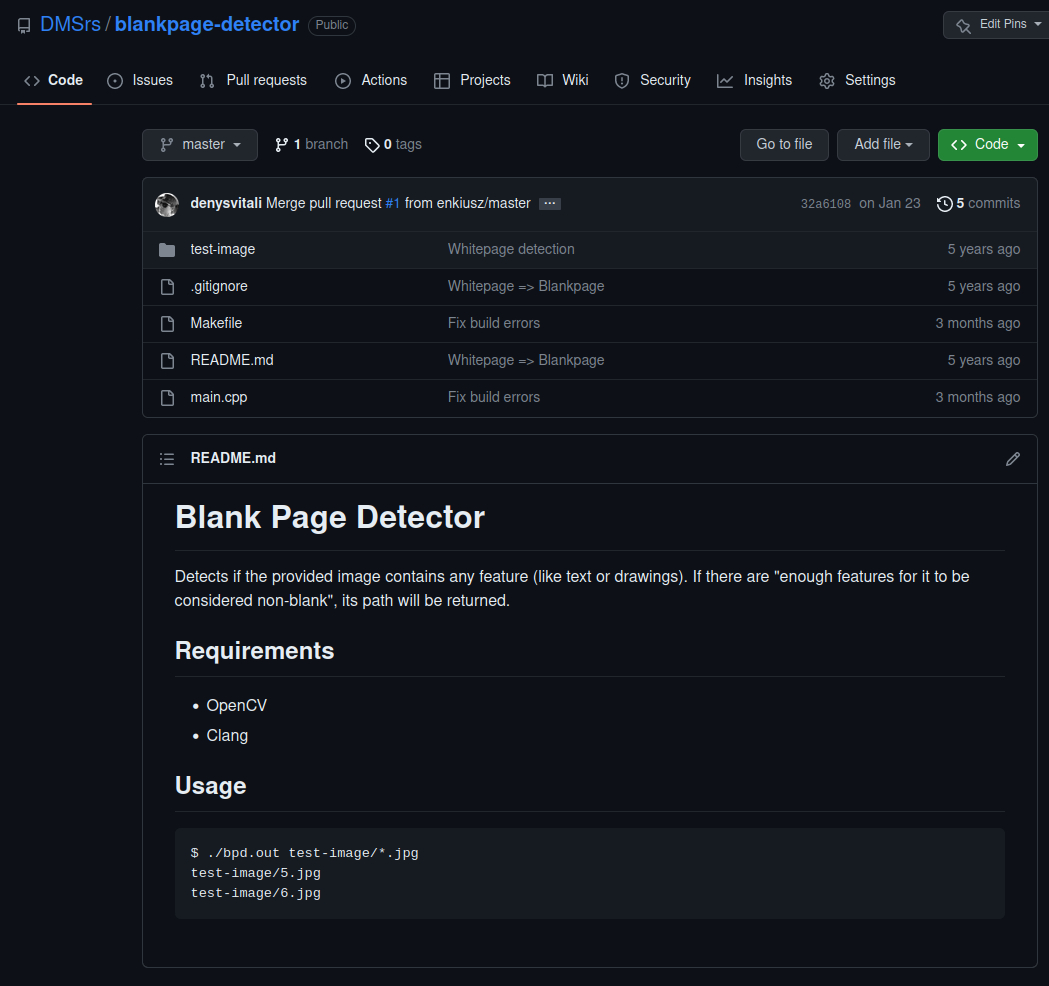 DMSrs / blankpage-detector Public Edit Pins
Code Issues Pull requests Actions Projects Wiki Security Insights Settings
master 1 branch 0 tags Go to file Add file Code
denysvitali Merge pull request #1 from enkiusz/master ... 32a6108 on Jan 23 5 commits
test-image Whitepage detection 5 years ago
.gitignore Whitepage => Blankpage 5 years ago
Makefile Fix build errors 3 months ago
README.md Whitepage => Blankpage 5 years ago
main.cpp Fix build errors 3 months ago
README.md
Blank Page Detector
Detects if the provided image contains any feature (like text or drawings). If there are "enough features for it to be
considered non-blank", its path will be returned.
Requirements
• OpenCV
• Clang
Usage
$ ./bpd.out test-image/*.jpg
test-image/5.jpg
test-image/6.jpg